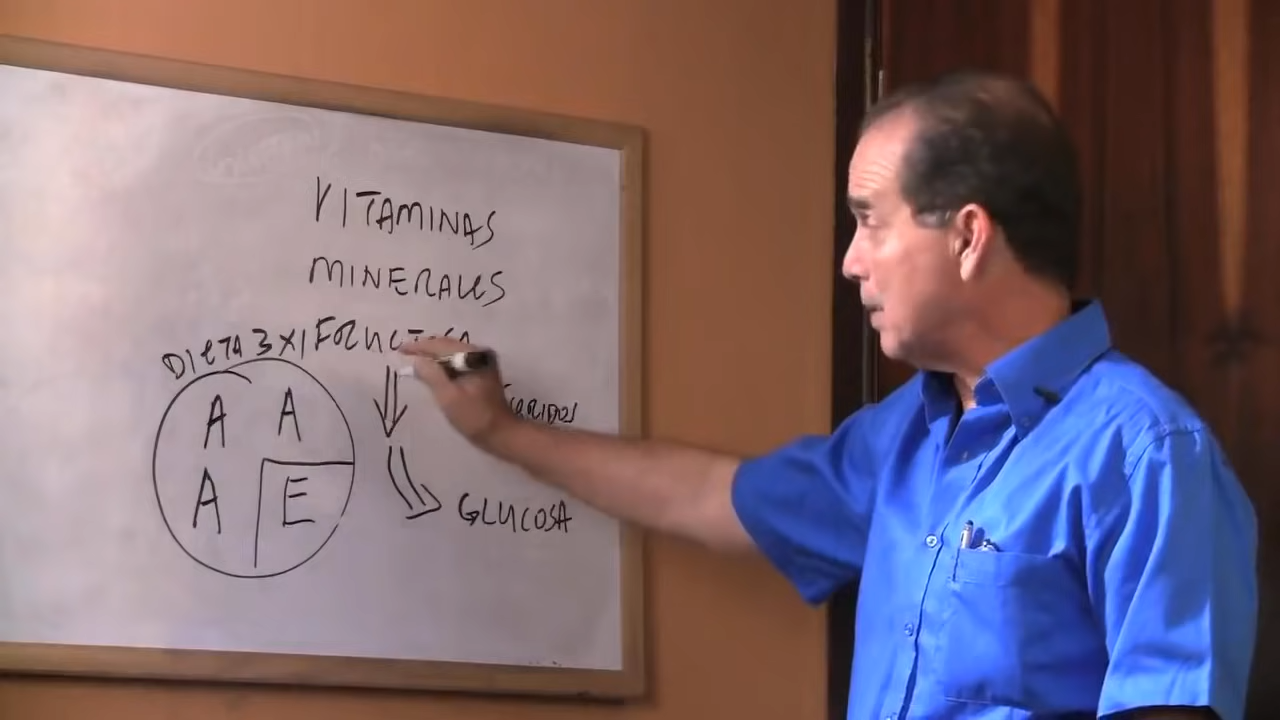 VITAMINAS
MINERALES
DIETA 3X1
A A
A E
GLUCOSA